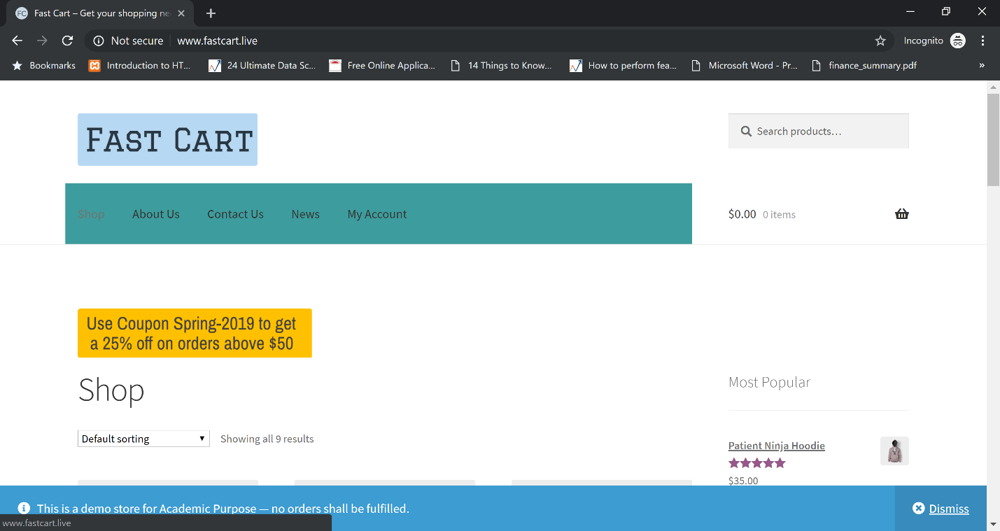 FC Fast Cart – Get your shopping ne
Not secure www.fastcart.live Incognito
Bookmarks Introduction to HT... 24 Ultimate Data Sc... Free Online Applica... 14 Things to Know... How to perform fea... Microsoft Word - Pr... finance_summary.pdf »
Fast Cart
Search products…
Shop About Us Contact Us News My Account
$0.00 0 items
Use Coupon Spring-2019 to get
a 25% off on orders above $50
Shop
Most Popular
Default sorting Showing all 9 results
Patient Ninja Hoodie
$35.00
This is a demo store for Academic Purpose — no orders shall be fulfilled. Dismiss
www.fastcart.live